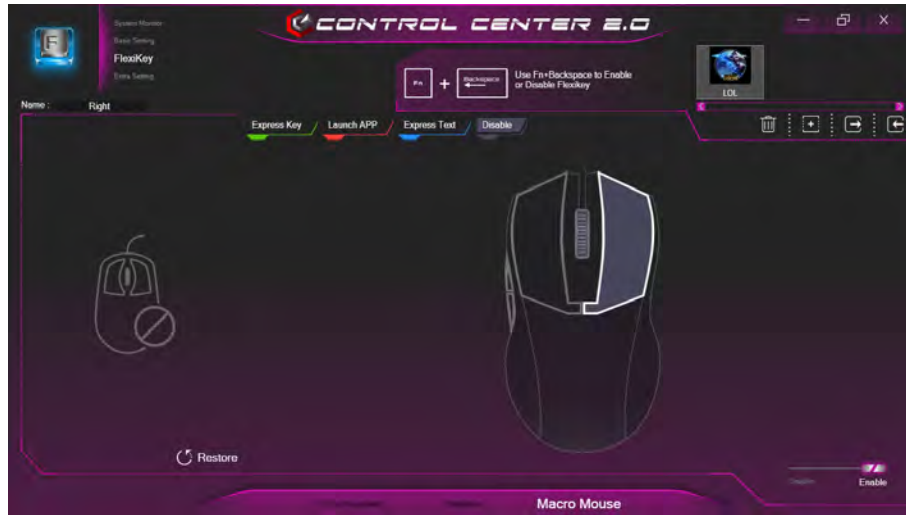 CONTROL CENTER 2.0
System Monitor
Basic Setting
FlexiKey
Extra Setting
Fn + Backspace
Use Fn+Backspace to Enable
or Disable Flexikey
LOL
Name : Right
Express Key / Launch APP / Express Text / Disable
Restore
Enable
Macro Mouse